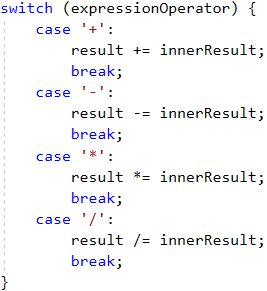 switch (expressionOperator) {
    case '+':
        result += innerResult;
        break;
    case '-':
        result -= innerResult;
        break;
    case '*':
        result *= innerResult;
        break;
    case '/':
        result /= innerResult;
        break;
}